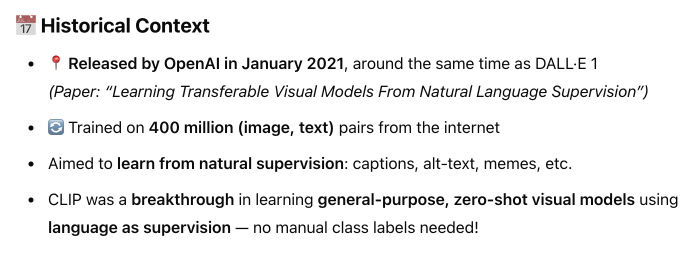 📅 Historical Context
• 📍 Released by OpenAI in January 2021, around the same time as DALL·E 1
(Paper: “Learning Transferable Visual Models From Natural Language Supervision”)
• 🔄 Trained on 400 million (image, text) pairs from the internet
• Aimed to learn from natural supervision: captions, alt-text, memes, etc.
• CLIP was a breakthrough in learning general-purpose, zero-shot visual models using
language as supervision — no manual class labels needed!